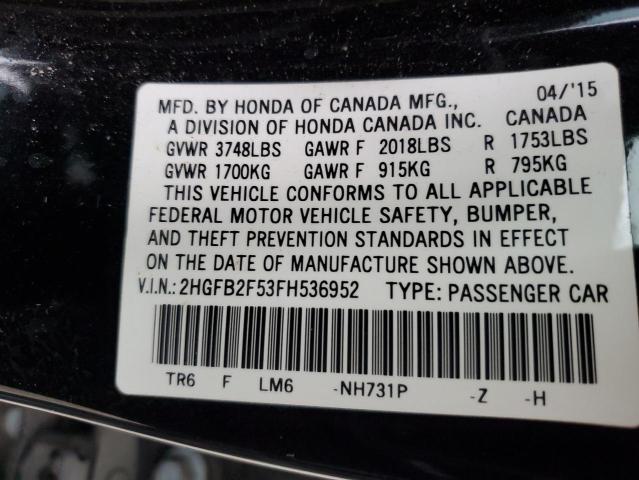 MFD. BY HONDA OF CANADA MFG., 04/'15
A DIVISION OF HONDA CANADA INC. CANADA
GVWR 3748LBS GAWR F 2018LBS R 1753LBS
GVWR 1700KG GAWR F 915KG R 795KG
THIS VEHICLE CONFORMS TO ALL APPLICABLE
FEDERAL MOTOR VEHICLE SAFETY, BUMPER,
AND THEFT PREVENTION STANDARDS IN EFFECT
ON THE DATE OF MANUFACTURE SHOWN ABOVE.
V.I.N.: 2HGFB2F53FH536952 TYPE: PASSENGER CAR
TR6 F LM6 -NH731P -Z -H